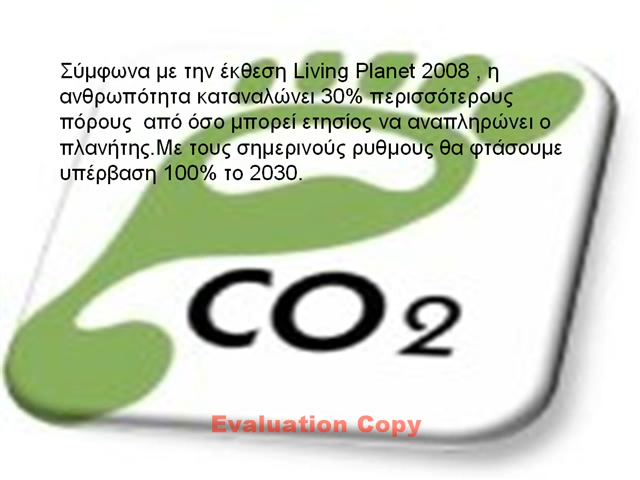 Σύμφωνα με την έκθεση Living Planet 2008 , η
ανθρωπότητα καταναλώνει 30% περισσότερους
πόρους  από όσο μπορεί ετησίος να αναπληρώνει ο
πλανήτης.Με τους σημερινούς ρυθμους θα φτάσουμε
υπέρβαση 100% το 2030.
CO2
Evaluation Copy